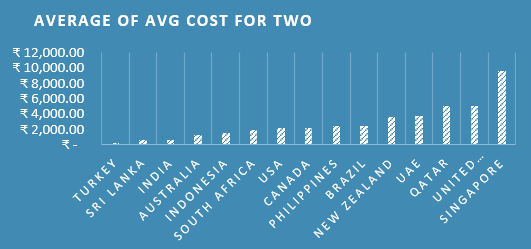 AVERAGE OF AVG COST FOR TWO
₹ 12,000.00
₹ 10,000.00
₹ 8,000.00
₹ 6,000.00
₹ 4,000.00
₹ 2,000.00
₹ -
TURKEY
SRI LANKA
INDIA
AUSTRALIA
INDONESIA
SOUTH AFRICA
USA
CANADA
PHILIPPINES
BRAZIL
NEW ZEALAND
UAE
QATAR
UNITED...
SINGAPORE